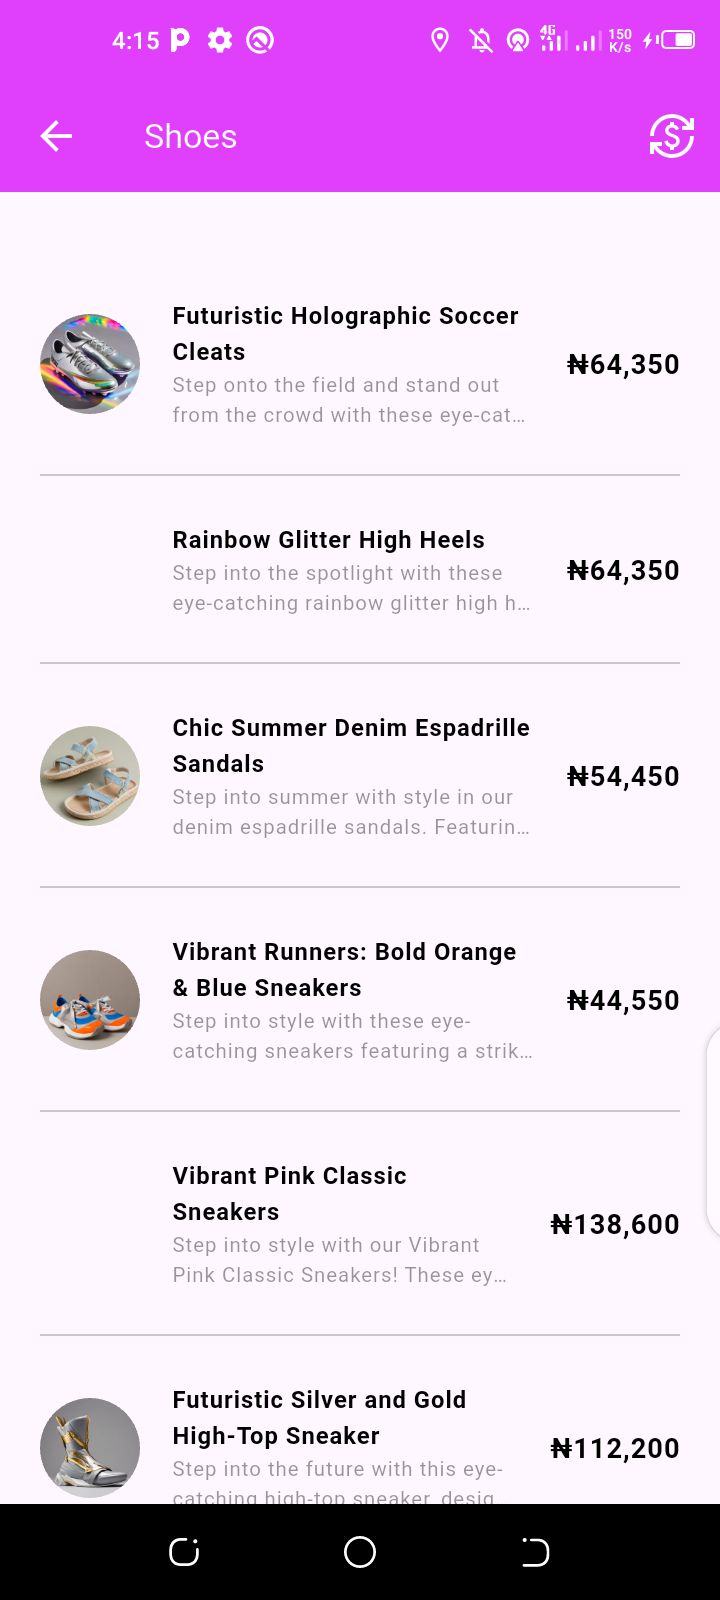 4:15
4G
150
K/s
Shoes
Futuristic Holographic Soccer
Cleats
Step onto the field and stand out
from the crowd with these eye-cat…
₦64,350
Rainbow Glitter High Heels
Step into the spotlight with these
eye-catching rainbow glitter high h…
₦64,350
Chic Summer Denim Espadrille
Sandals
Step into summer with style in our
denim espadrille sandals. Featurin…
₦54,450
Vibrant Runners: Bold Orange
& Blue Sneakers
Step into style with these eye-
catching sneakers featuring a strik…
₦44,550
Vibrant Pink Classic
Sneakers
Step into style with our Vibrant
Pink Classic Sneakers! These ey…
₦138,600
Futuristic Silver and Gold
High-Top Sneaker
Step into the future with this eye-
catching high-top sneaker, desig
₦112,200